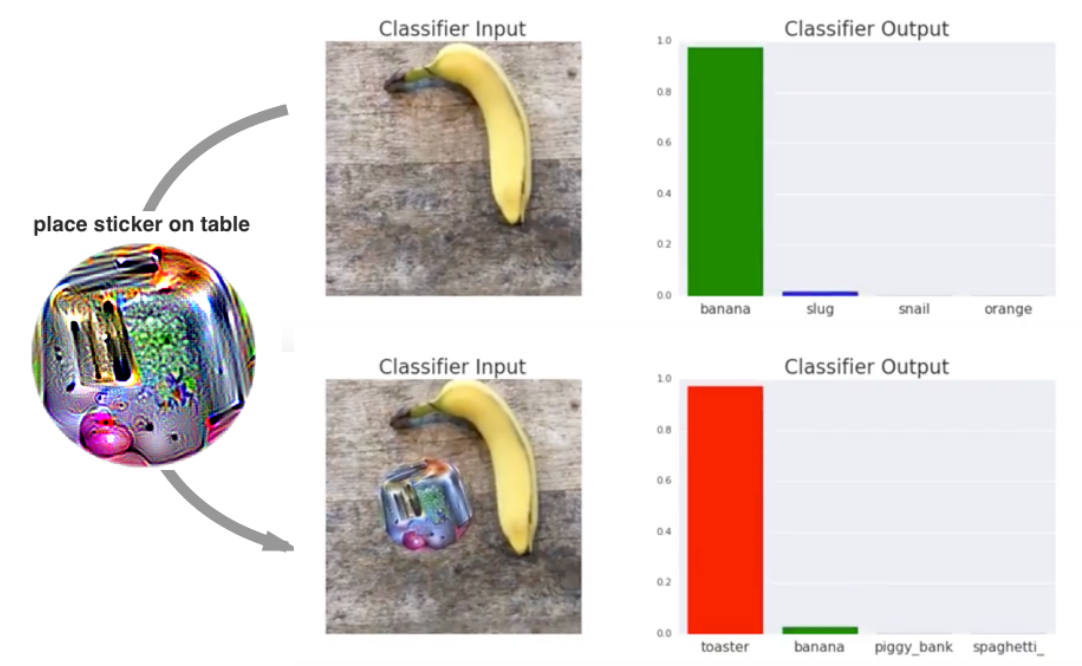 Classifier Input
Classifier Output
1.0
0.8
0.6
0.4
0.2
0.0
banana slug snail orange
place sticker on table
Classifier Input
Classifier Output
1.0
0.8
0.6
0.4
0.2
0.0
toaster banana piggy_bank spaghetti_